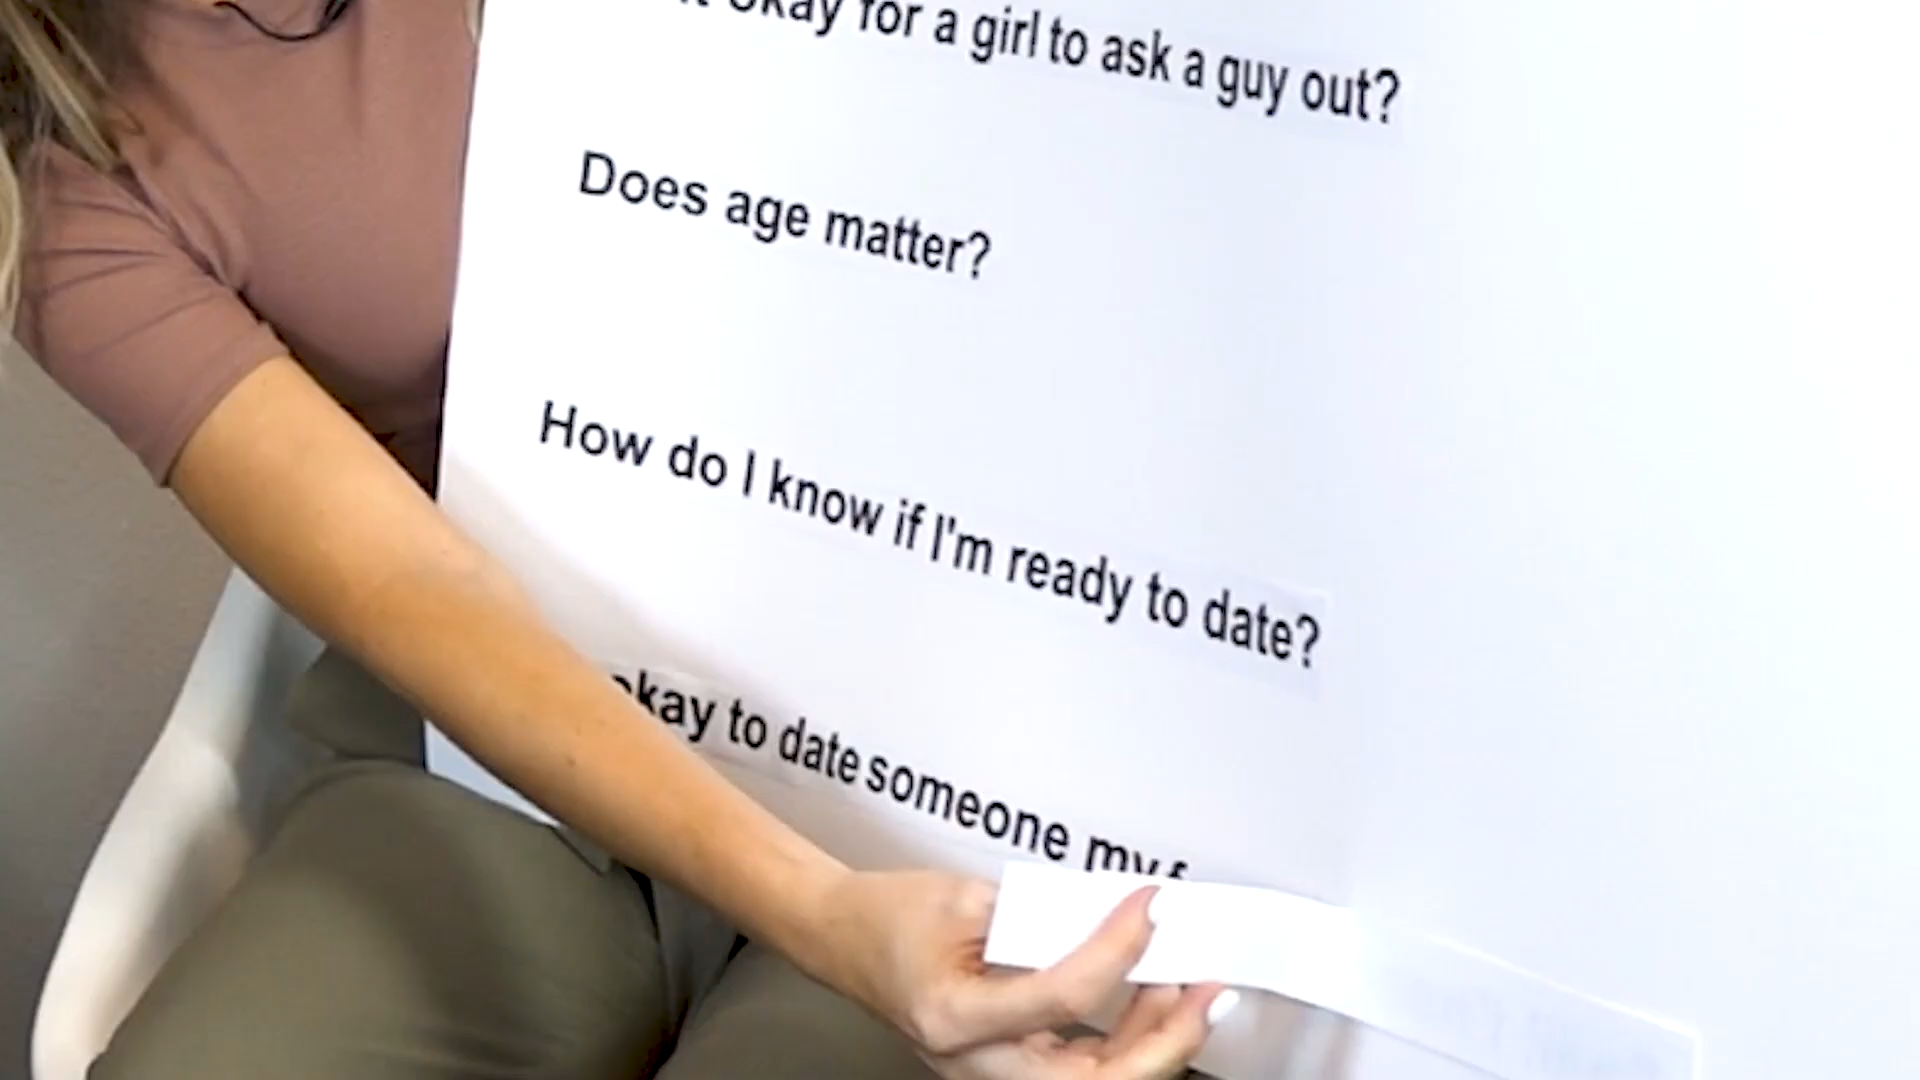 okay for a girl to ask a guy out?
Does age matter?
How do I know if I'm ready to date?
okay to date someone my